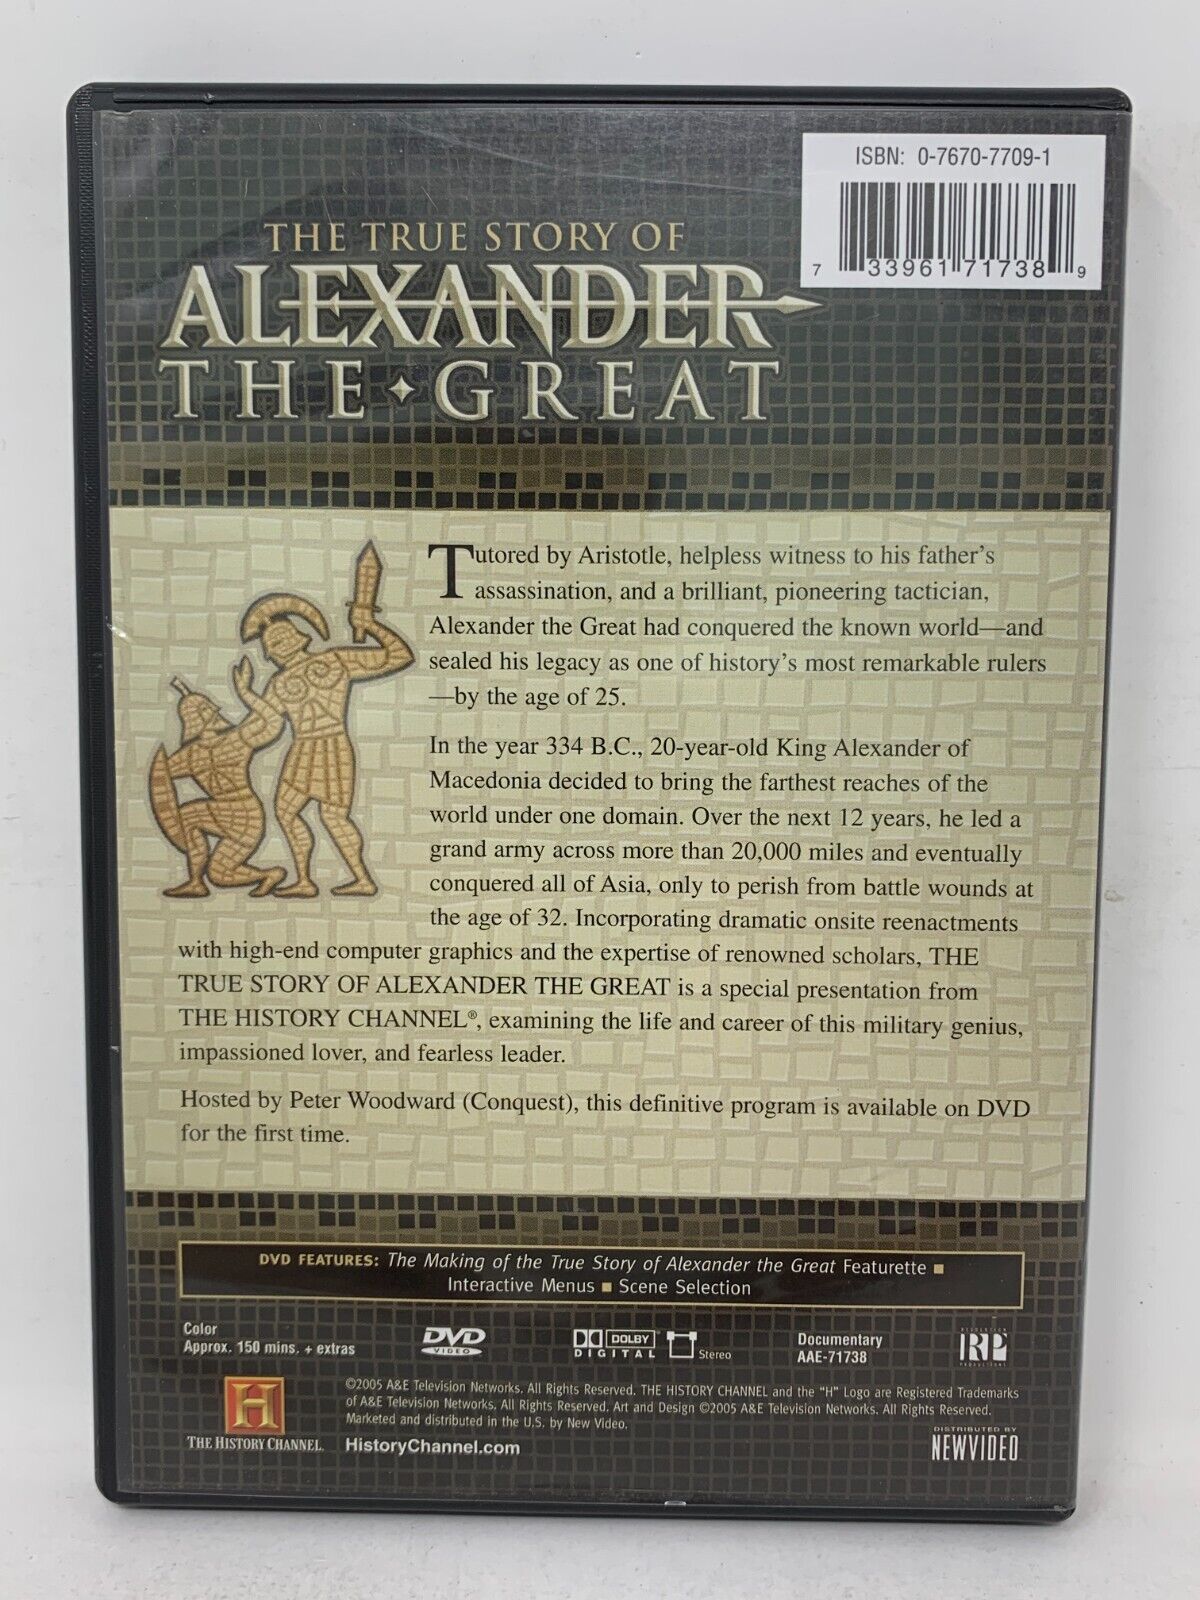 ISBN: 0-7670-7709-1
7 33961 71738 9
THE TRUE STORY OF
ALEXANDER
THE GREAT
Tutored by Aristotle, helpless witness to his father's
assassination, and a brilliant, pioneering tactician,
Alexander the Great had conquered the known world—and
sealed his legacy as one of history's most remarkable rulers
—by the age of 25.
In the year 334 B.C., 20-year-old King Alexander of
Macedonia decided to bring the farthest reaches of the
world under one domain. Over the next 12 years, he led a
grand army across more than 20,000 miles and eventually
conquered all of Asia, only to perish from battle wounds at
the age of 32. Incorporating dramatic onsite reenactments
with high-end computer graphics and the expertise of renowned scholars, THE
TRUE STORY OF ALEXANDER THE GREAT is a special presentation from
THE HISTORY CHANNEL®, examining the life and career of this military genius,
impassioned lover, and fearless leader.
Hosted by Peter Woodward (Conquest), this definitive program is available on DVD
for the first time.
DVD FEATURES: The Making of the True Story of Alexander the Great Featurette ■
Interactive Menus ■ Scene Selection
Color
Approx. 150 mins. + extras
DVD
VIDEO
DOLBY
DIGITAL
Stereo
Documentary
AAE-71738
RP
PRODUCTIONS
©2005 A&E Television Networks. All Rights Reserved. THE HISTORY CHANNEL and the "H" Logo are Registered Trademarks
of A&E Television Networks. All Rights Reserved. Art and Design ©2005 A&E Television Networks. All Rights Reserved.
Marketed and distributed in the U.S. by New Video.
H
THE HISTORY CHANNEL.
HistoryChannel.com
DISTRIBUTED BY
NEWVIDEO